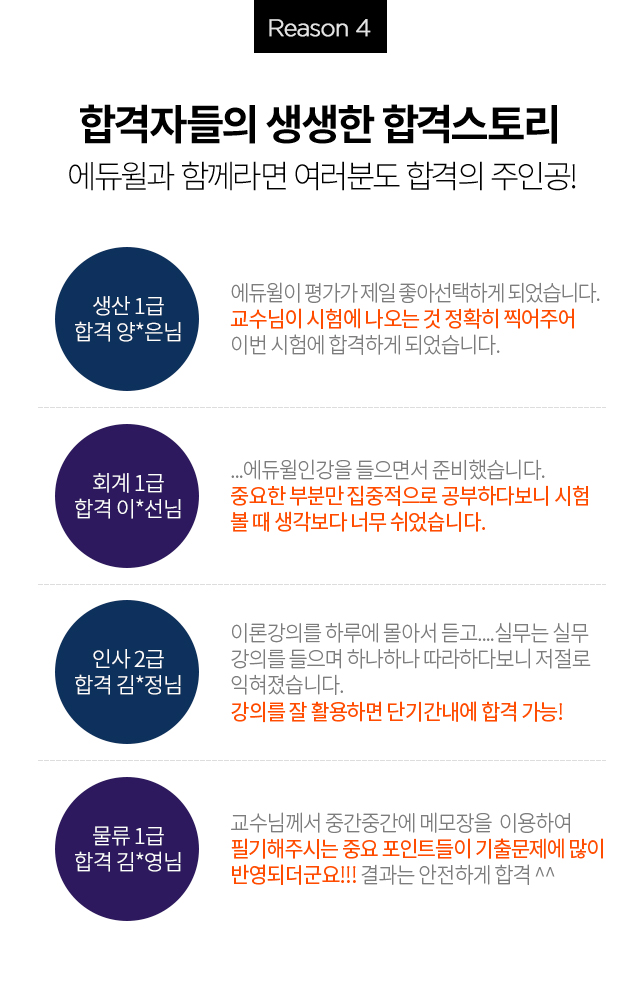 Reason 4
합격자들의 생생한 합격스토리
에듀윌과 함께라면 여러분도 합격의 주인공!
생산 1급
합격 양*은님
에듀윌이 평가가 제일 좋아선택하게 되었습니다.
교수님이 시험에 나오는 것 정확히 찍어주어
이번 시험에 합격하게 되었습니다.
회계 1급
합격 이*선님
...에듀윌인강을 들으면서 준비했습니다.
중요한 부분만 집중적으로 공부하다보니 시험
볼 때 생각보다 너무 쉬었습니다.
인사 2급
합격 김*정님
이론강의를 하루에 몰아서 듣고....실무는 실무
강의를 들으며 하나하나 따라하다보니 저절로
익혀졌습니다.
강의를 잘 활용하면 단기간내에 합격 가능!
물류 1급
합격 김*영님
교수님께서 중간중간에 메모장을 이용하여
필기해주시는 중요 포인트들이 기출문제에 많이
반영되더군요!!! 결과는 안전하게 합격 ^^